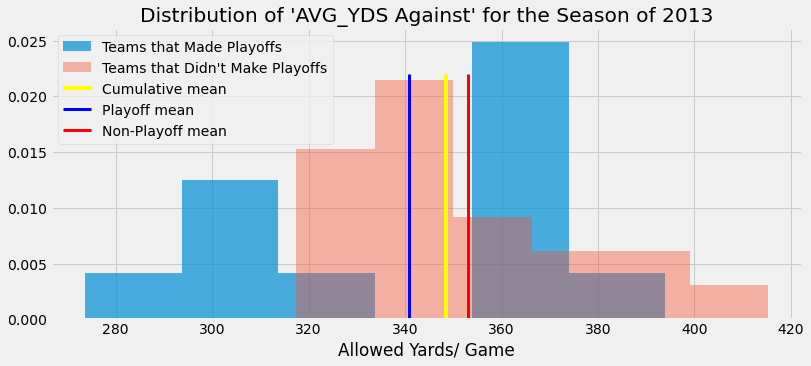 Distribution of 'AVG_YDS Against' for the Season of 2013
Teams that Made Playoffs
Teams that Didn't Make Playoffs
Cumulative mean
Playoff mean
Non-Playoff mean
0.025
0.020
0.015
0.010
0.005
0.000
280 300 320 340 360 380 400 420
Allowed Yards/ Game